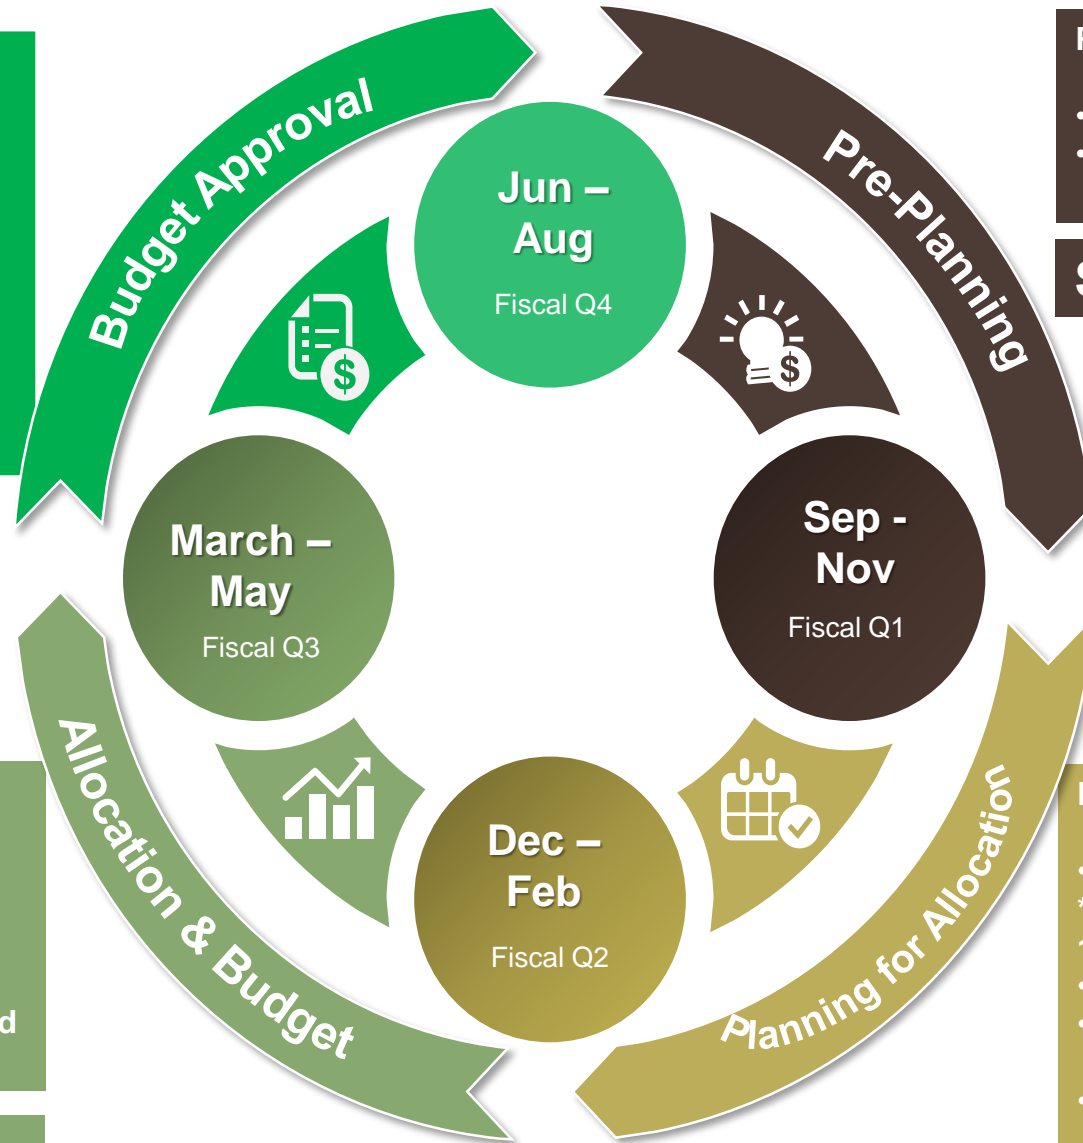 Budget Approval
Pre-Planning
Jun –
Aug
Fiscal Q4
$
$
March –
May
Fiscal Q3
Sep -
Nov
Fiscal Q1
Allocation & Budget
Planning for Allocation
Dec –
Feb
Fiscal Q2